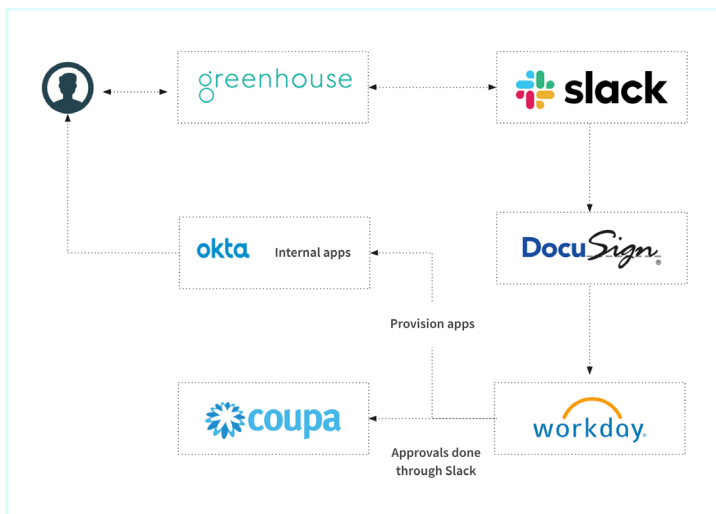 greenhouse
slack
okta
Internal apps
DocuSign®
Provision apps
coupa
workday®
Approvals done
through Slack